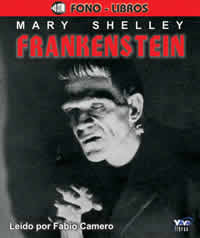 FONO - LIBROS
MARY SHELLEY
FRANKENSTEIN
Leído por Fabio Camero